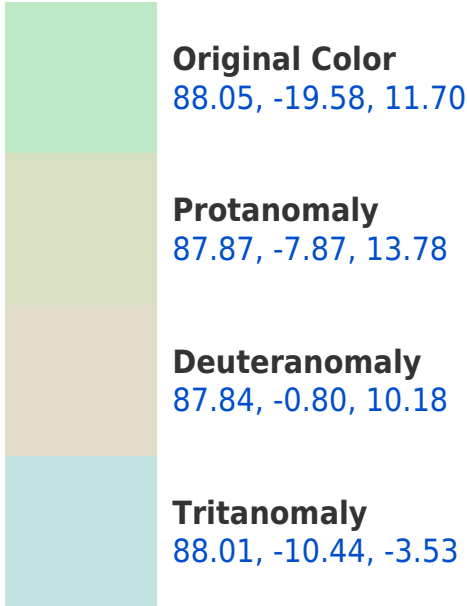 Original Color
88.05, -19.58, 11.70
Protanomaly
87.87, -7.87, 13.78
Deuteranomaly
87.84, -0.80, 10.18
Tritanomaly
88.01, -10.44, -3.53